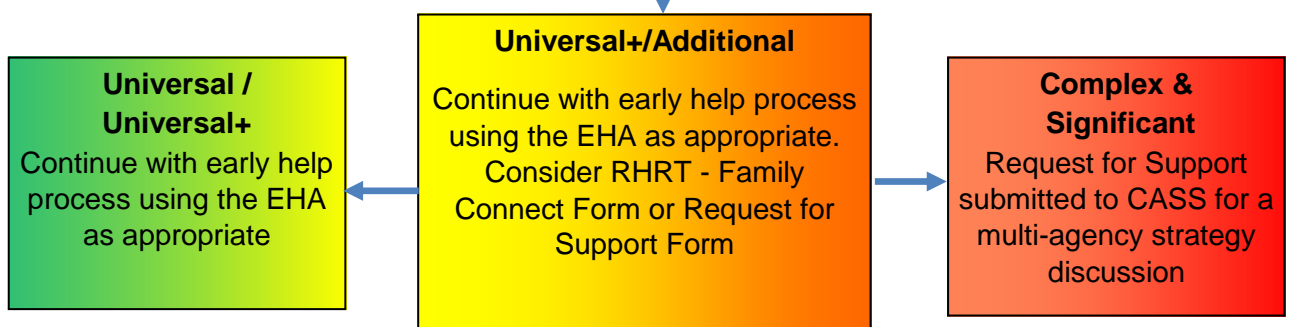 Universal /
Universal+
Continue with early help
process using the EHA
as appropriate
Universal+/Additional
Continue with early help process
using the EHA as appropriate.
Consider RHRT - Family
Connect Form or Request for
Support Form
Complex &
Significant
Request for Support
submitted to CASS for a
multi-agency strategy
discussion